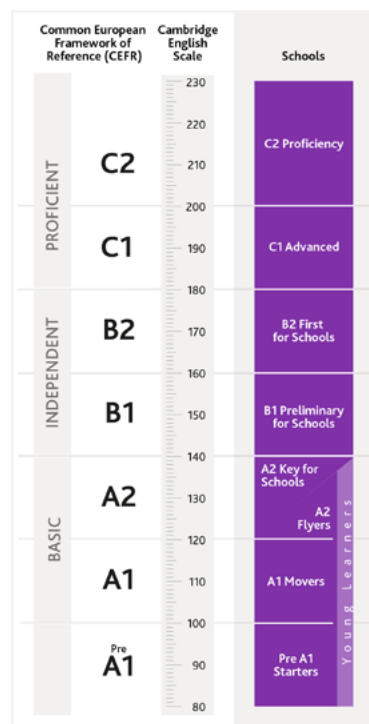 Common European
Framework of
Reference (CEFR)
Cambridge
English
Scale
Schools
PROFICIENT
INDEPENDENT
BASIC
C2
C1
B2
B1
A2
A1
Pre
A1
230
220
210
200
190
180
170
160
150
140
130
120
110
100
90
80
C2 Proficiency
C1 Advanced
B2 First
for Schools
B1 Preliminary
for Schools
A2 Key for
Schools
A2
Flyers
A1 Movers
Pre A1
Starters
Young Learners